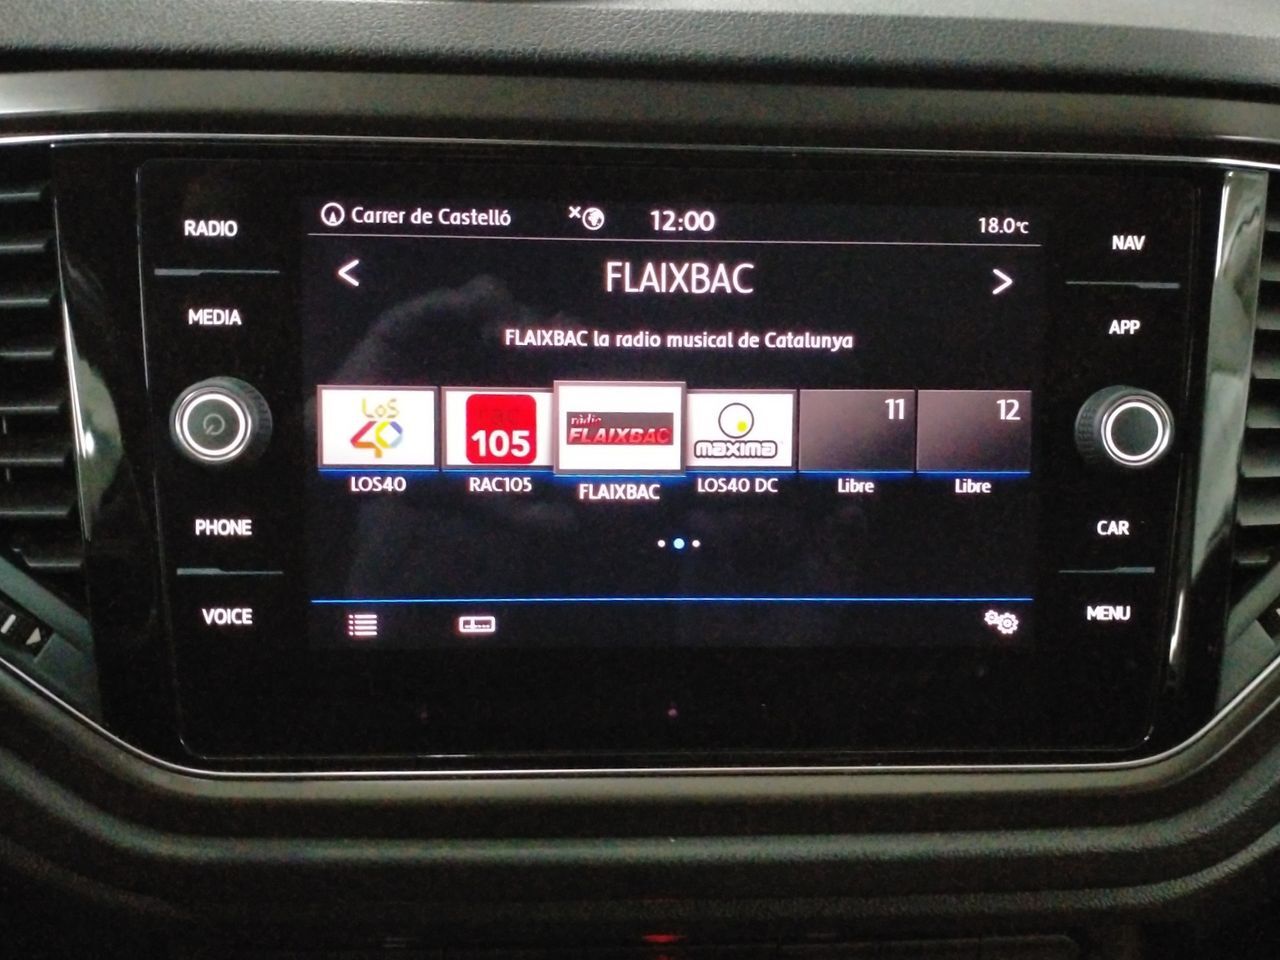 RADIO
MEDIA
PHONE
VOICE
Carrer de Castelló
12:00
18.0°C
< FLAIXBAC >
FLAIXBAC la radio musical de Catalunya
LOS 40
105
ràdio
FLAIXBAC
maxima
11
12
LOS40
RAC105
FLAIXBAC
LOS40 DC
Libre
Libre
NAV
APP
CAR
MENU